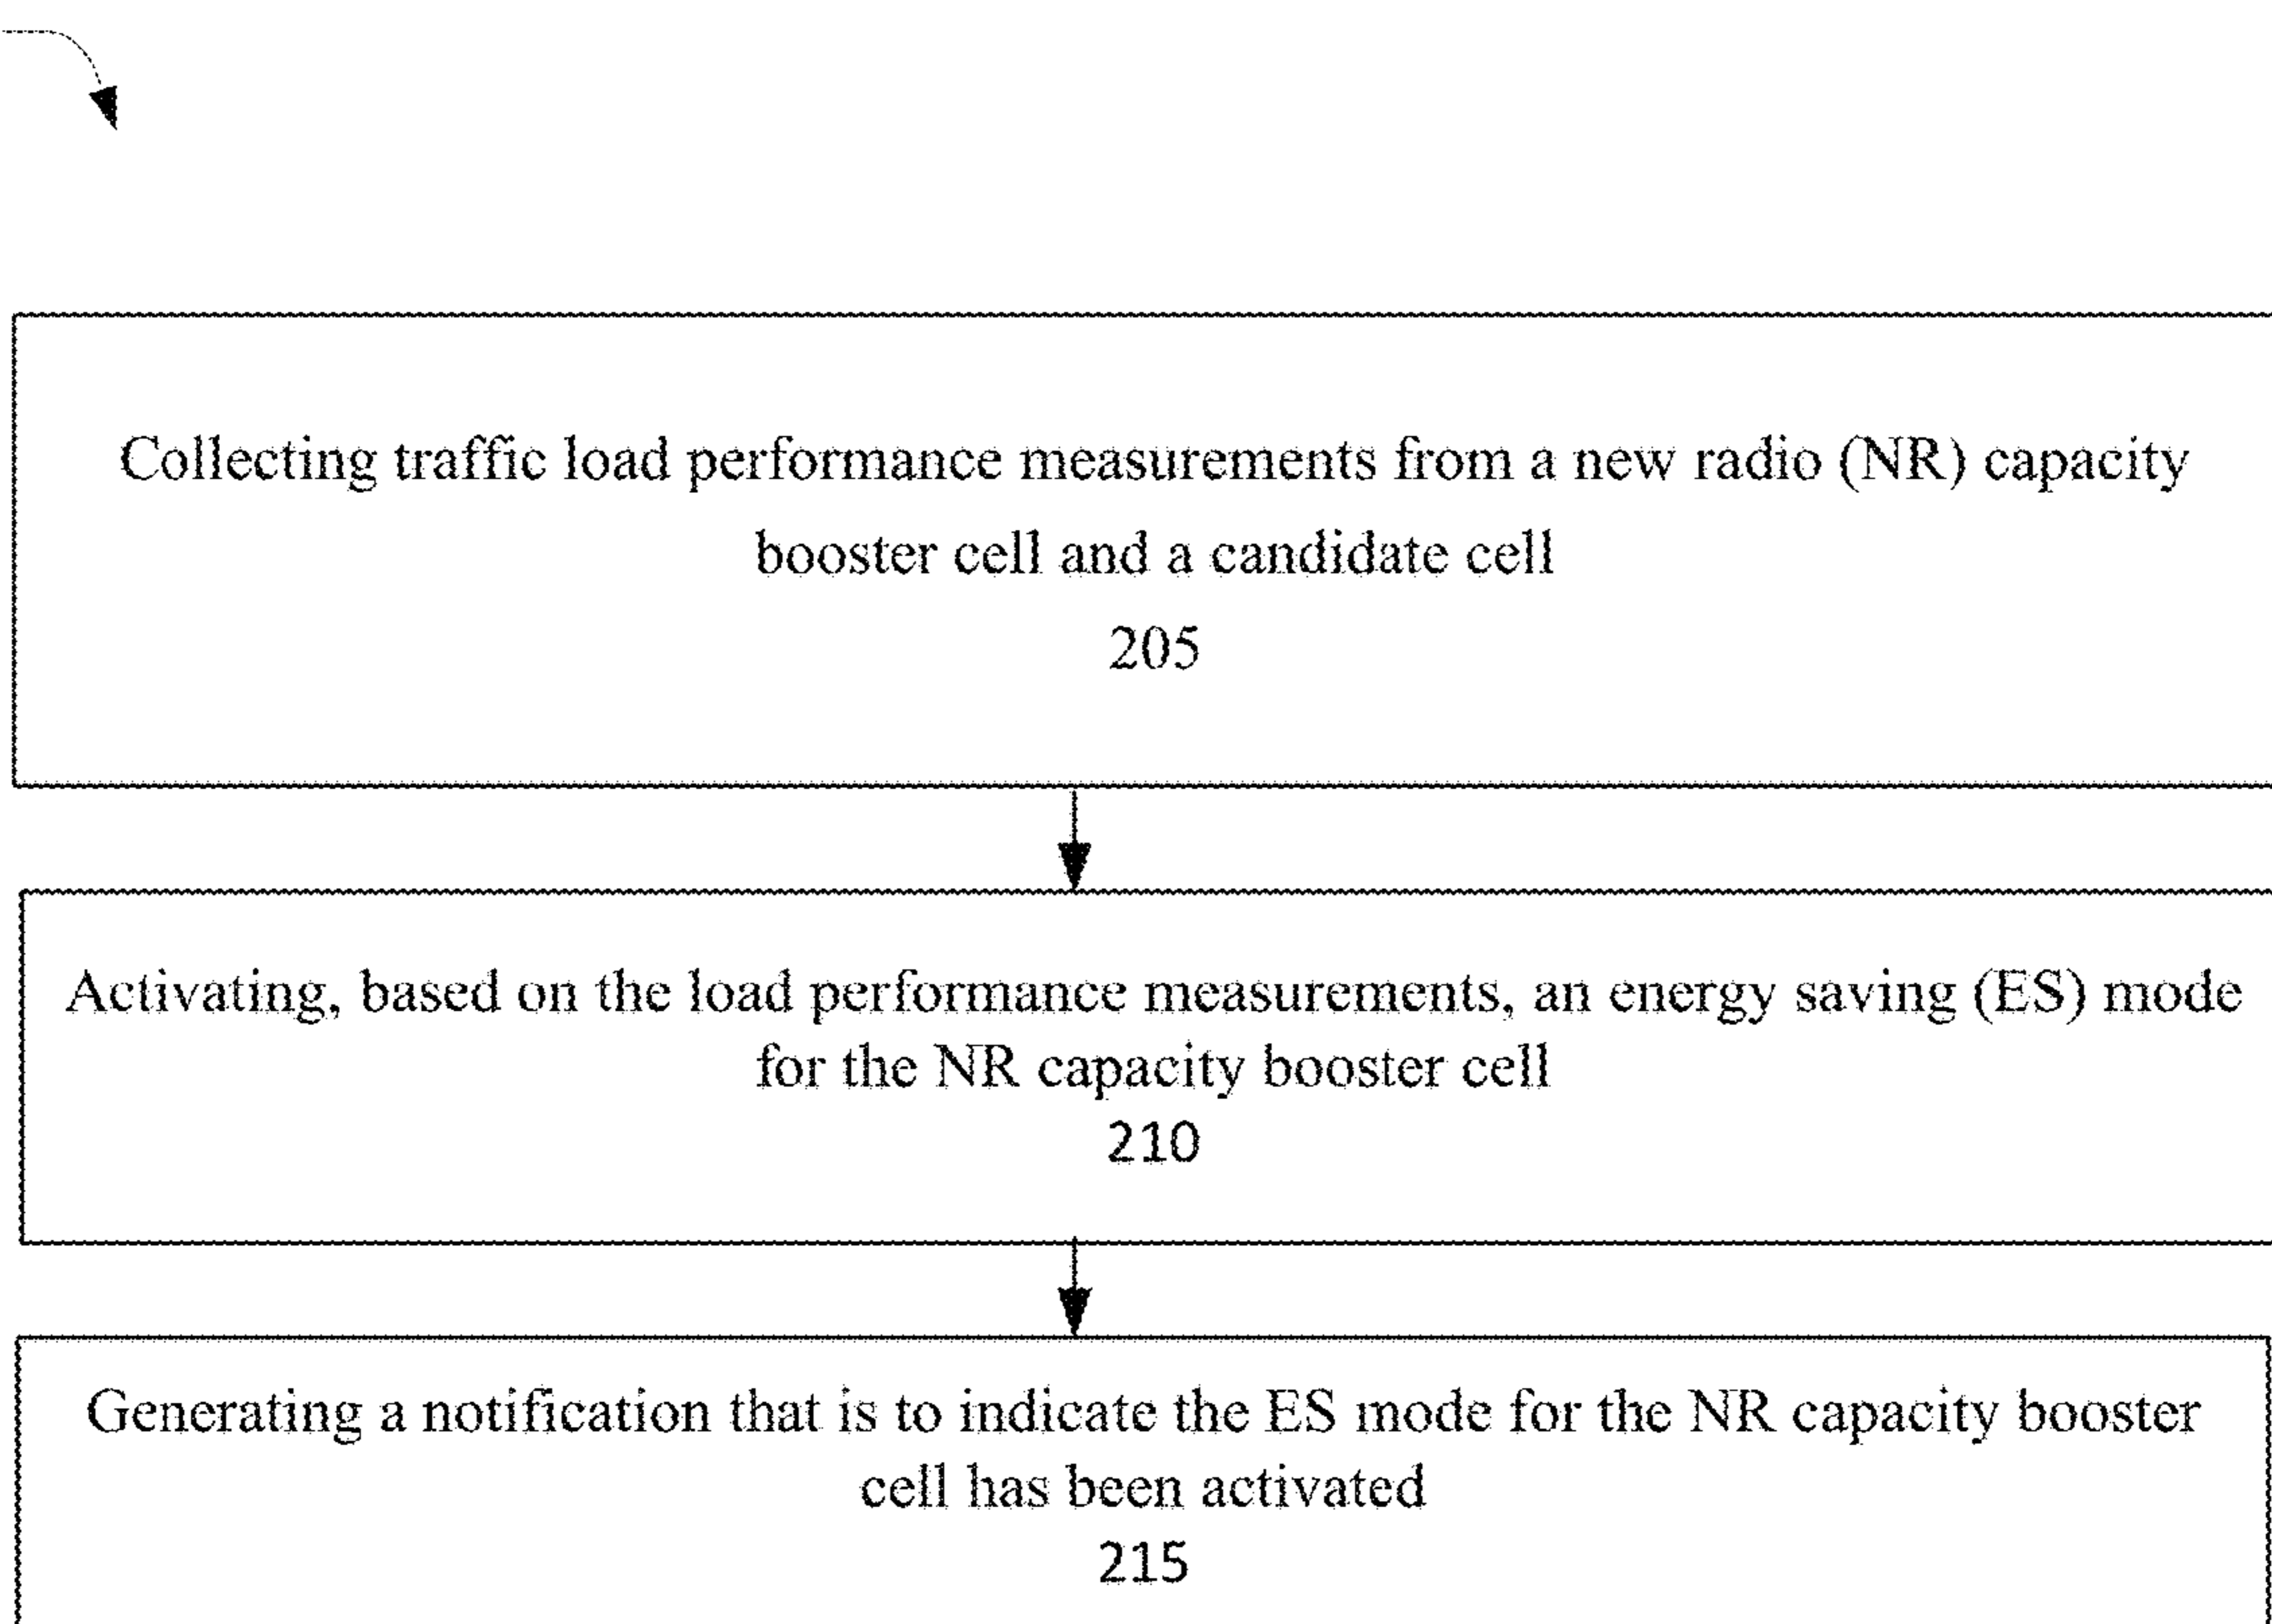 Collecting traffic load performance measurements from a new radio (NR) capacity
booster cell and a candidate cell
205
Activating, based on the load performance measurements, an energy saving (ES) mode
for the NR capacity booster cell
210
Generating a notification that is to indicate the ES mode for the NR capacity booster
cell has been activated
215